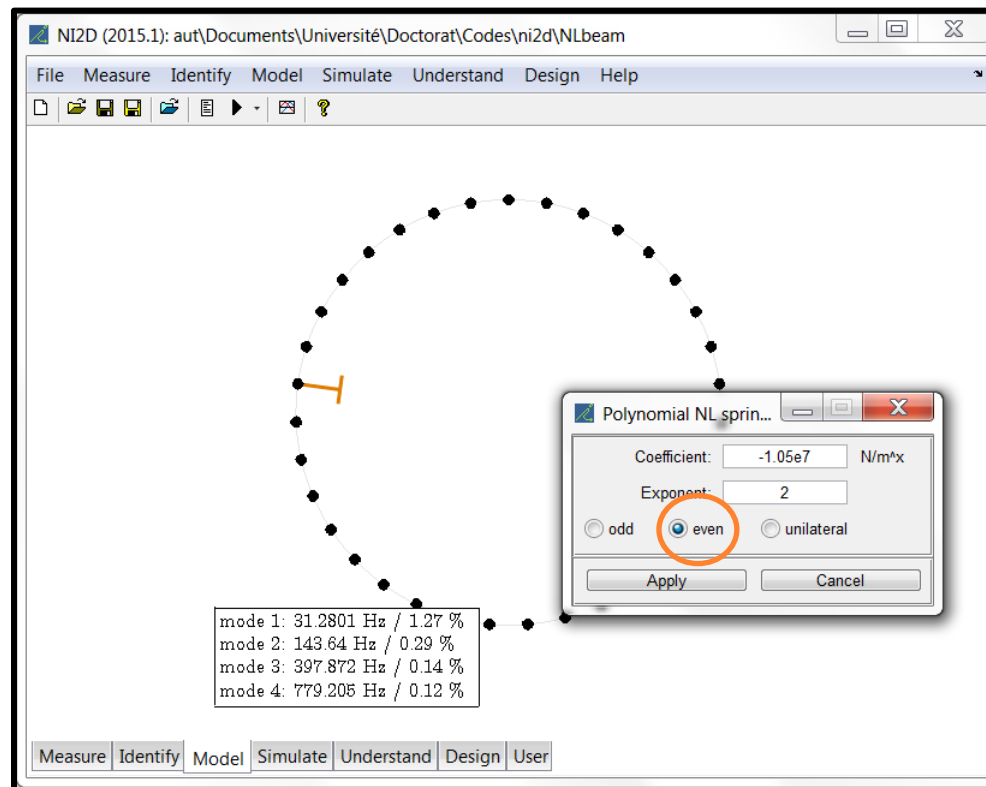 NI2D (2015.1): aut\Documents\Université\Doctorat\Codes\ni2d\NLbeam
File Measure Identify Model Simulate Understand Design Help
Polynomial NL sprin...
Coefficient: -1.05e7 N/m^x
Exponent: 2
odd even unilateral
Apply Cancel
mode 1: 31.2801 Hz / 1.27 %
mode 2: 143.64 Hz / 0.29 %
mode 3: 397.872 Hz / 0.14 %
mode 4: 779.205 Hz / 0.12 %
Measure Identify Model Simulate Understand Design User